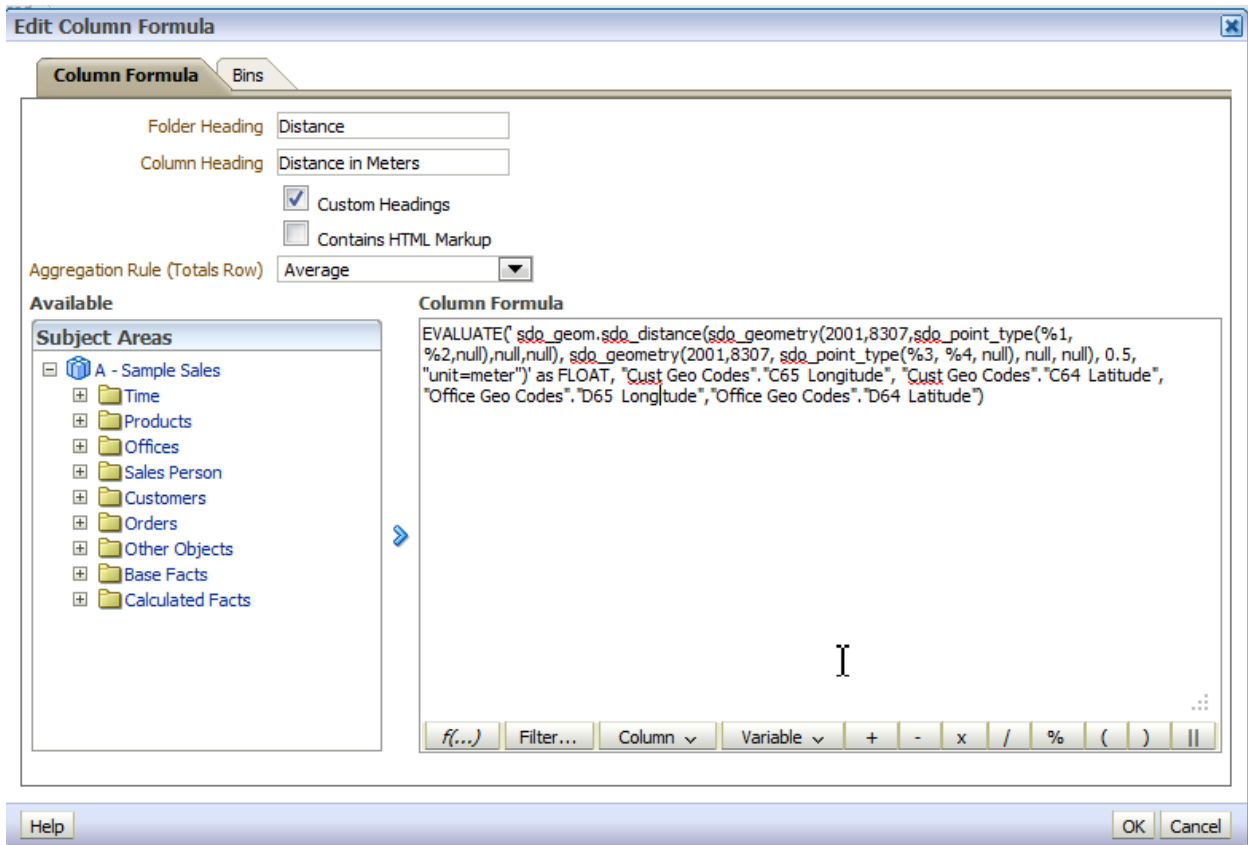 Edit Column Formula
Column Formula
Bins
Folder Heading Distance
Column Heading Distance in Meters
Custom Headings
Contains HTML Markup
Aggregation Rule (Totals Row) Average
Available
Subject Areas
A - Sample Sales
Time
Products
Offices
Sales Person
Customers
Orders
Other Objects
Base Facts
Calculated Facts
Column Formula
EVALUATE(' sdo_geom.sdo_distance(sdo_geometry(2001,8307,sdo_point_type(%1,
%2,null),null,null), sdo_geometry(2001,8307, sdo_point_type(%3, %4, null), null, null), 0.5,
"unit=meter")' as FLOAT, "Cust Geo Codes"."C65 Longitude", "Cust Geo Codes"."C64 Latitude",
"Office Geo Codes"."D65 Longitude","Office Geo Codes"."D64 Latitude")
f(...) Filter... Column Variable + - x / % ( ) ||
Help
OK Cancel